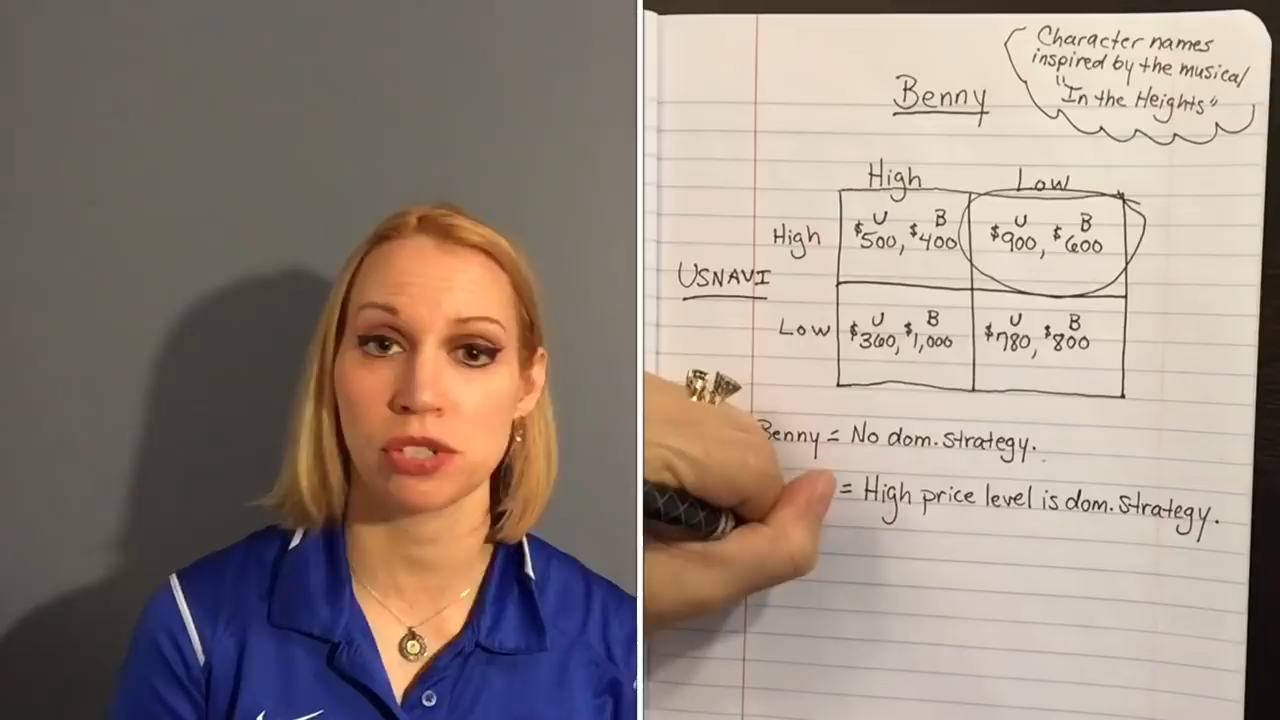 Character names
inspired by the musical
"In the Heights"
Benny
High Low
U B U B
High $500, $400 $900, $600
USNAVI
U B U B
Low $360, $1,000 $780, $800
Benny = No dom. strategy.
= High price level is dom. strategy.